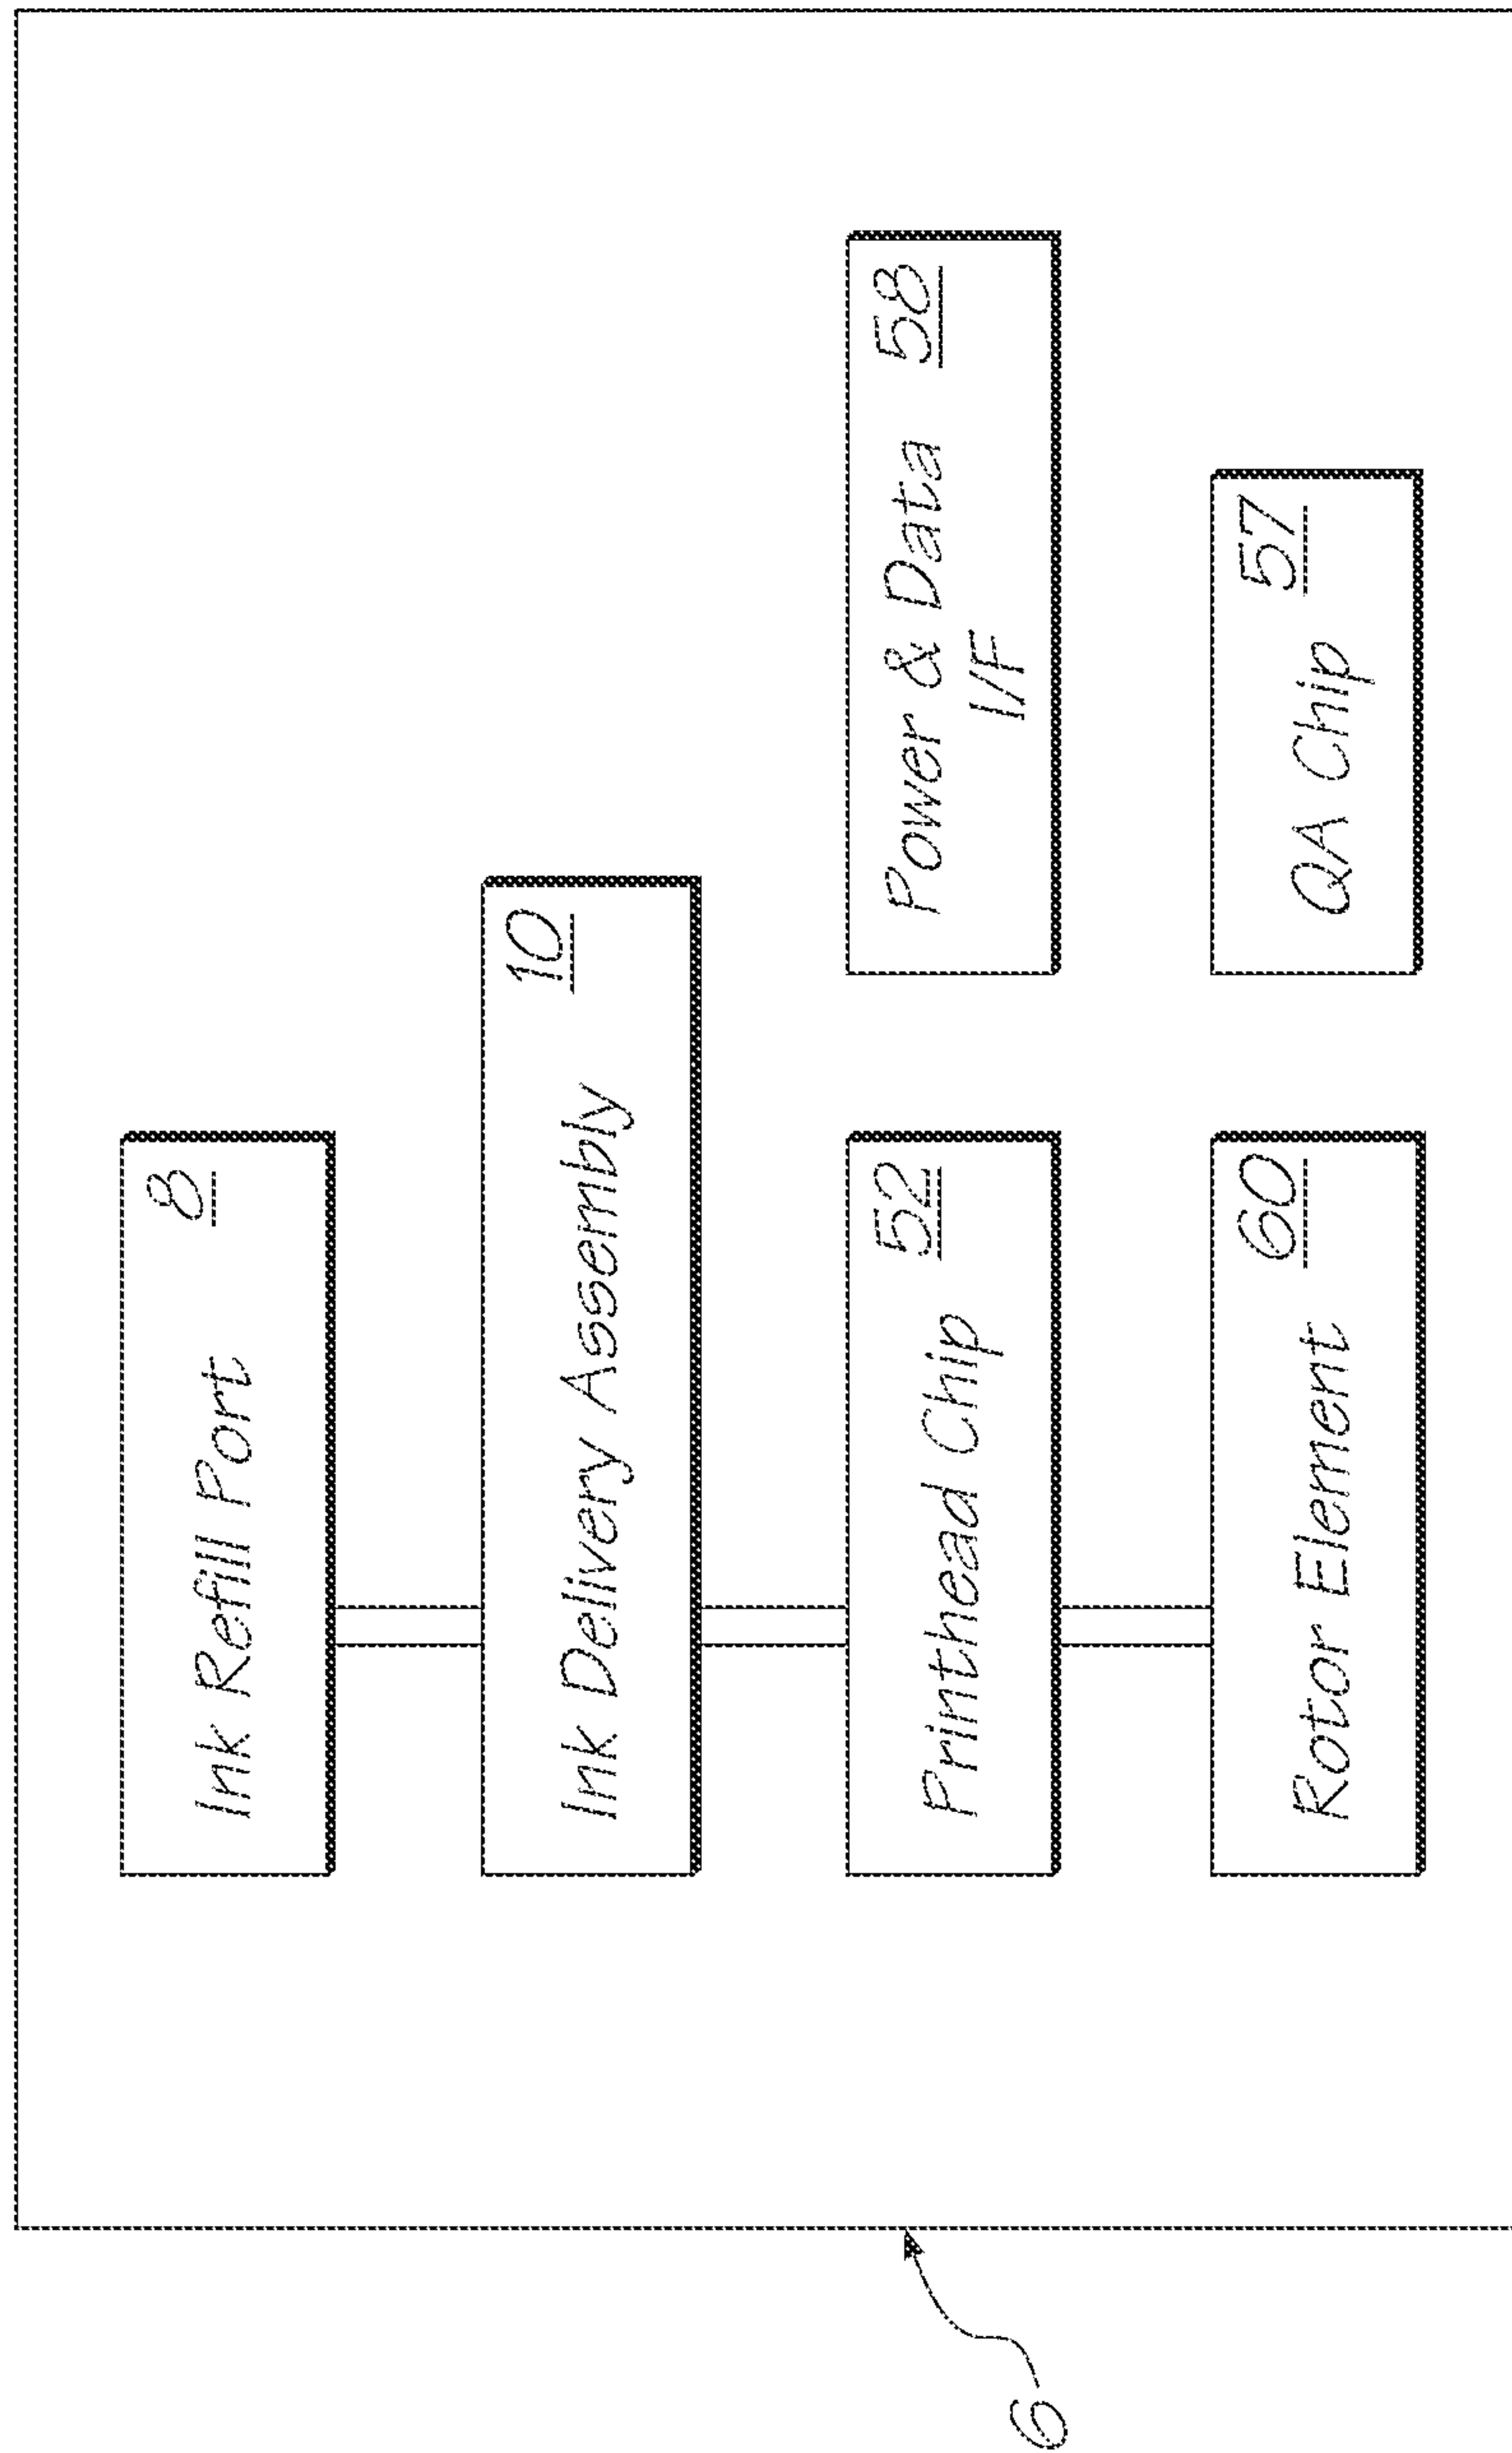 Ink Refill Port 8
Ink Delivery Assembly 10
Printhead Chip 52
Power & Data 58
I/F
Rotor Element 60
QA Chip 57
6